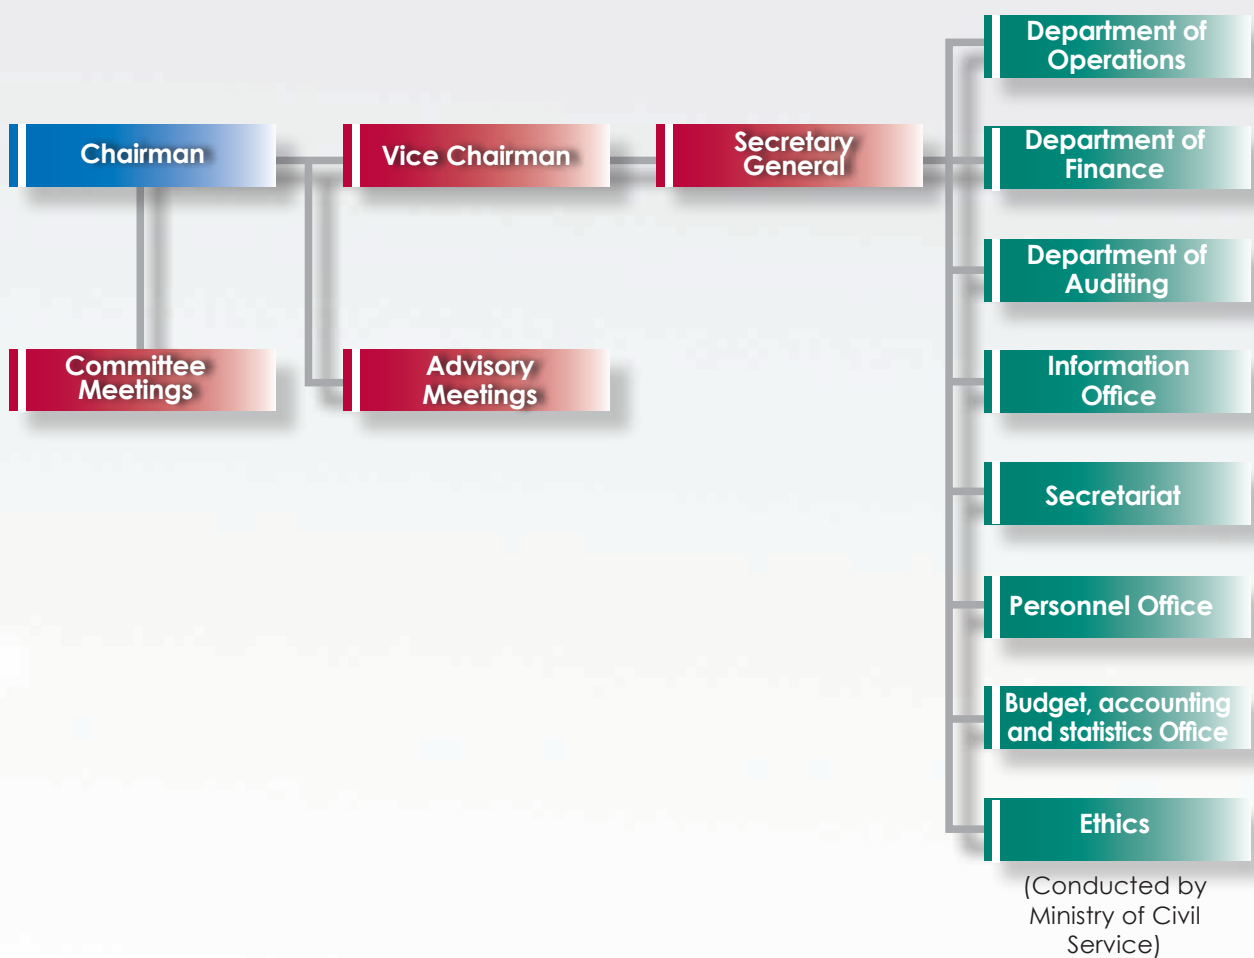 Chairman
Vice Chairman
Secretary
General
Committee
Meetings
Advisory
Meetings
Department of
Operations
Department of
Finance
Department of
Auditing
Information
Office
Secretariat
Personnel Office
Budget, accounting
and statistics Office
Ethics
(Conducted by
Ministry of Civil
Service)